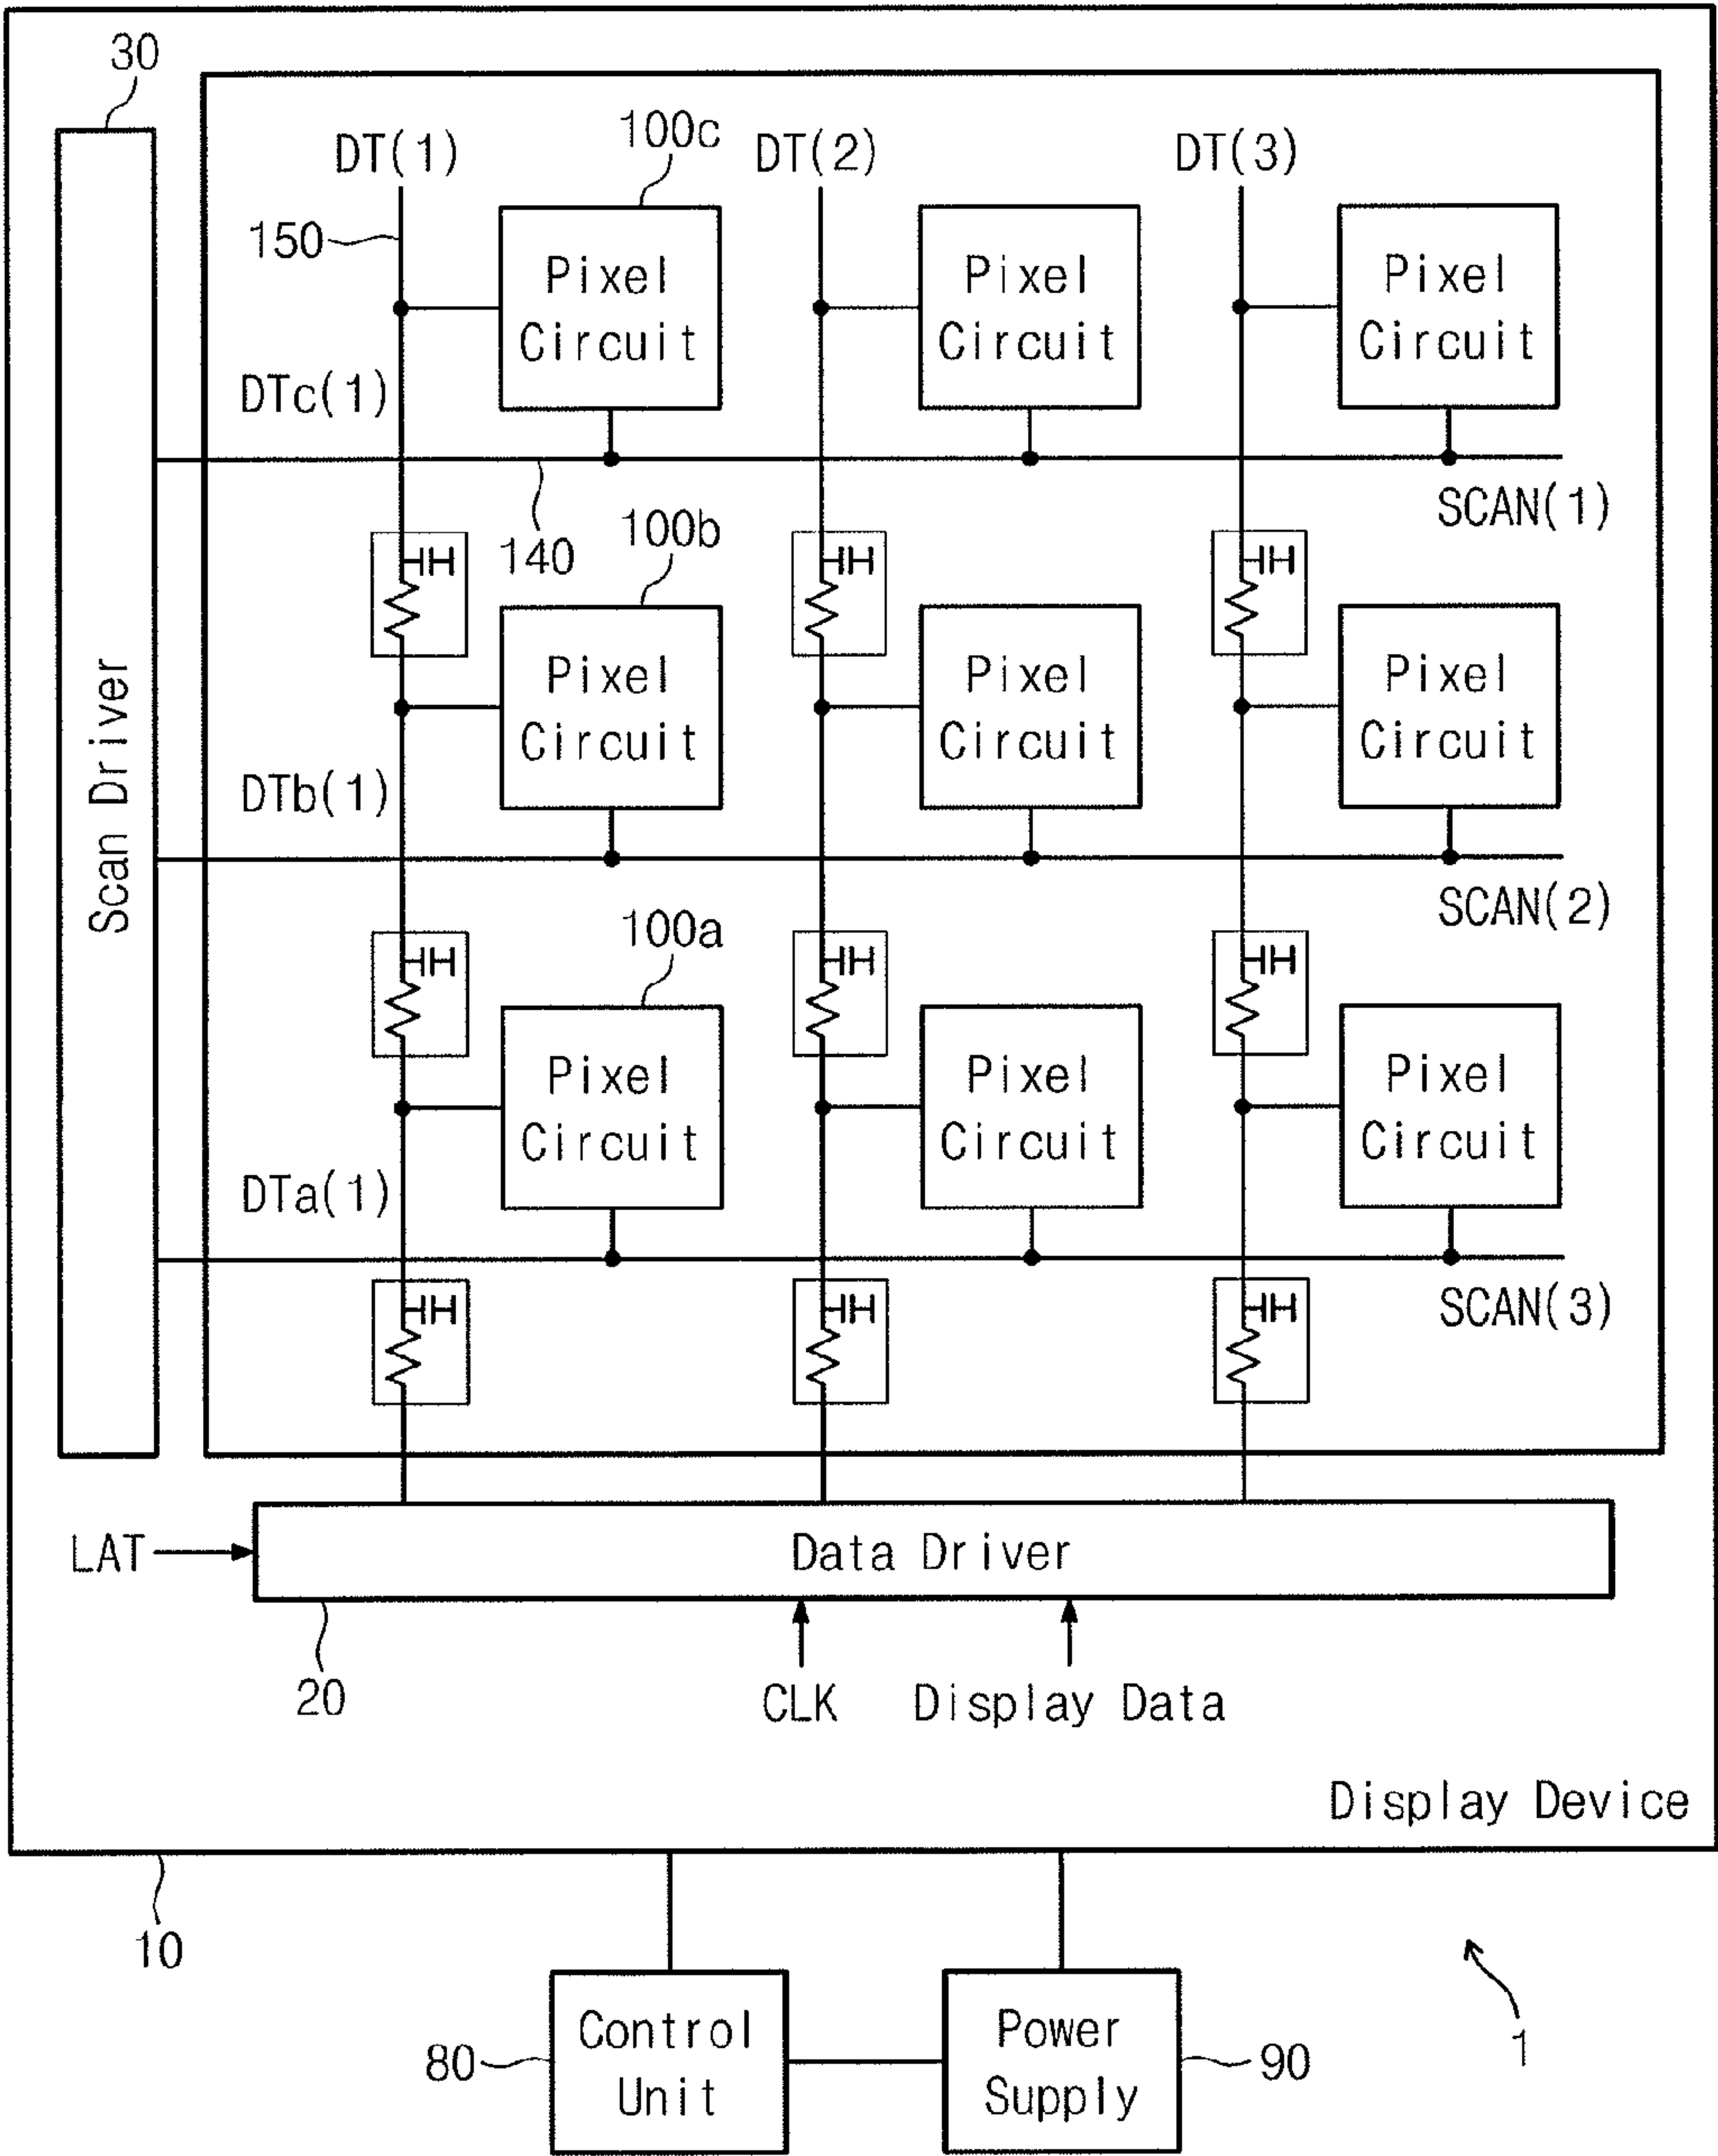 30
DT(1)
100c
DT(2)
DT(3)
150
Pixel
Circuit
Pixel
Circuit
Pixel
Circuit
DTc(1)
SCAN(1)
140
100b
Pixel
Circuit
Pixel
Circuit
Pixel
Circuit
Scan Driver
DTb(1)
SCAN(2)
100a
Pixel
Circuit
Pixel
Circuit
Pixel
Circuit
DTa(1)
SCAN(3)
LAT
Data Driver
20
CLK
Display Data
Display Device
10
Control
Unit
80
Power
Supply
90
1